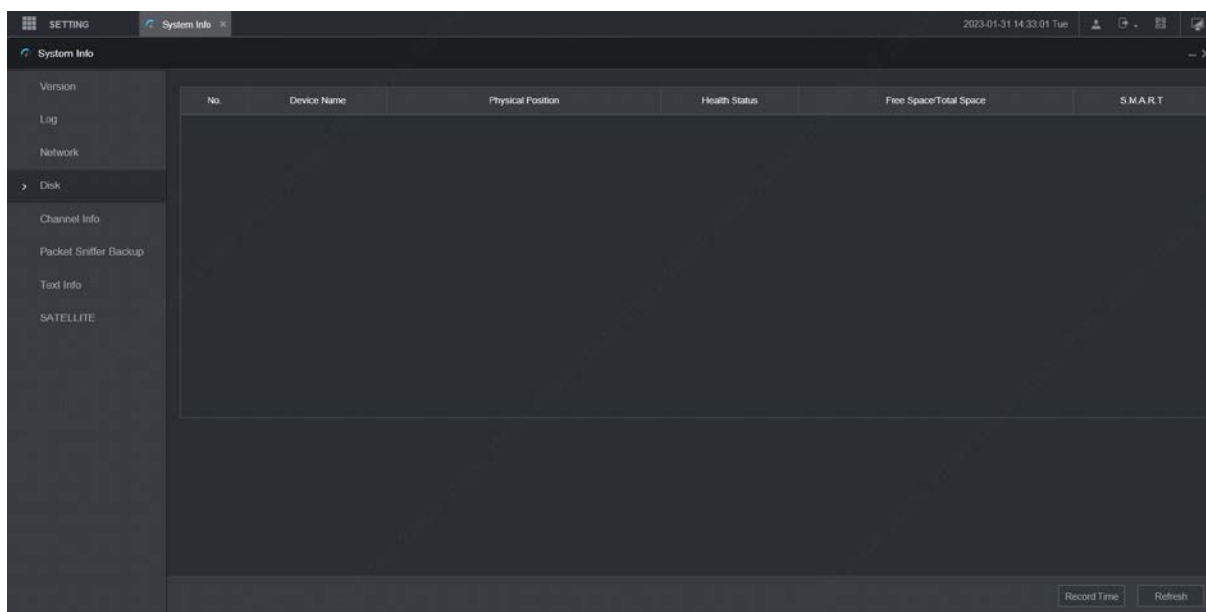 SETTING System Info × 2023-01-31 14:33:01 Tue
System Info
Version
No. Device Name Physical Position Health Status Free Space/Total Space S.M.A.R.T
Log
Network
Disk
Channel Info
Packet Sniffer Backup
Text Info
SATELLITE
Record Time Refresh